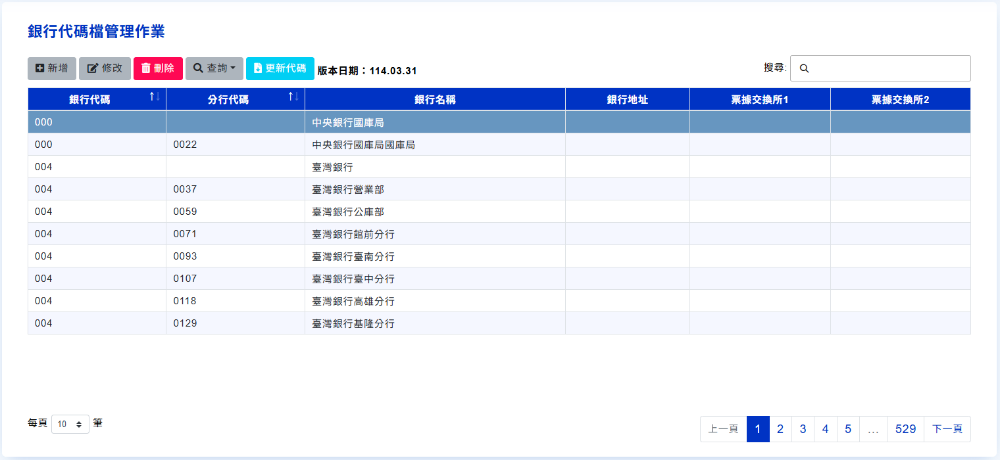 銀行代碼檔管理作業
新增 修改 刪除 查詢 更新代碼 版本日期：114.03.31 搜尋:
銀行代碼 分行代碼 銀行名稱 銀行地址 票據交換所1 票據交換所2
000 中央銀行國庫局
000 0022 中央銀行國庫局國庫局
004 臺灣銀行
004 0037 臺灣銀行營業部
004 0059 臺灣銀行公庫部
004 0071 臺灣銀行館前分行
004 0093 臺灣銀行臺南分行
004 0107 臺灣銀行臺中分行
004 0118 臺灣銀行高雄分行
004 0129 臺灣銀行基隆分行
每頁 10 筆 上一頁 1 2 3 4 5 … 529 下一頁